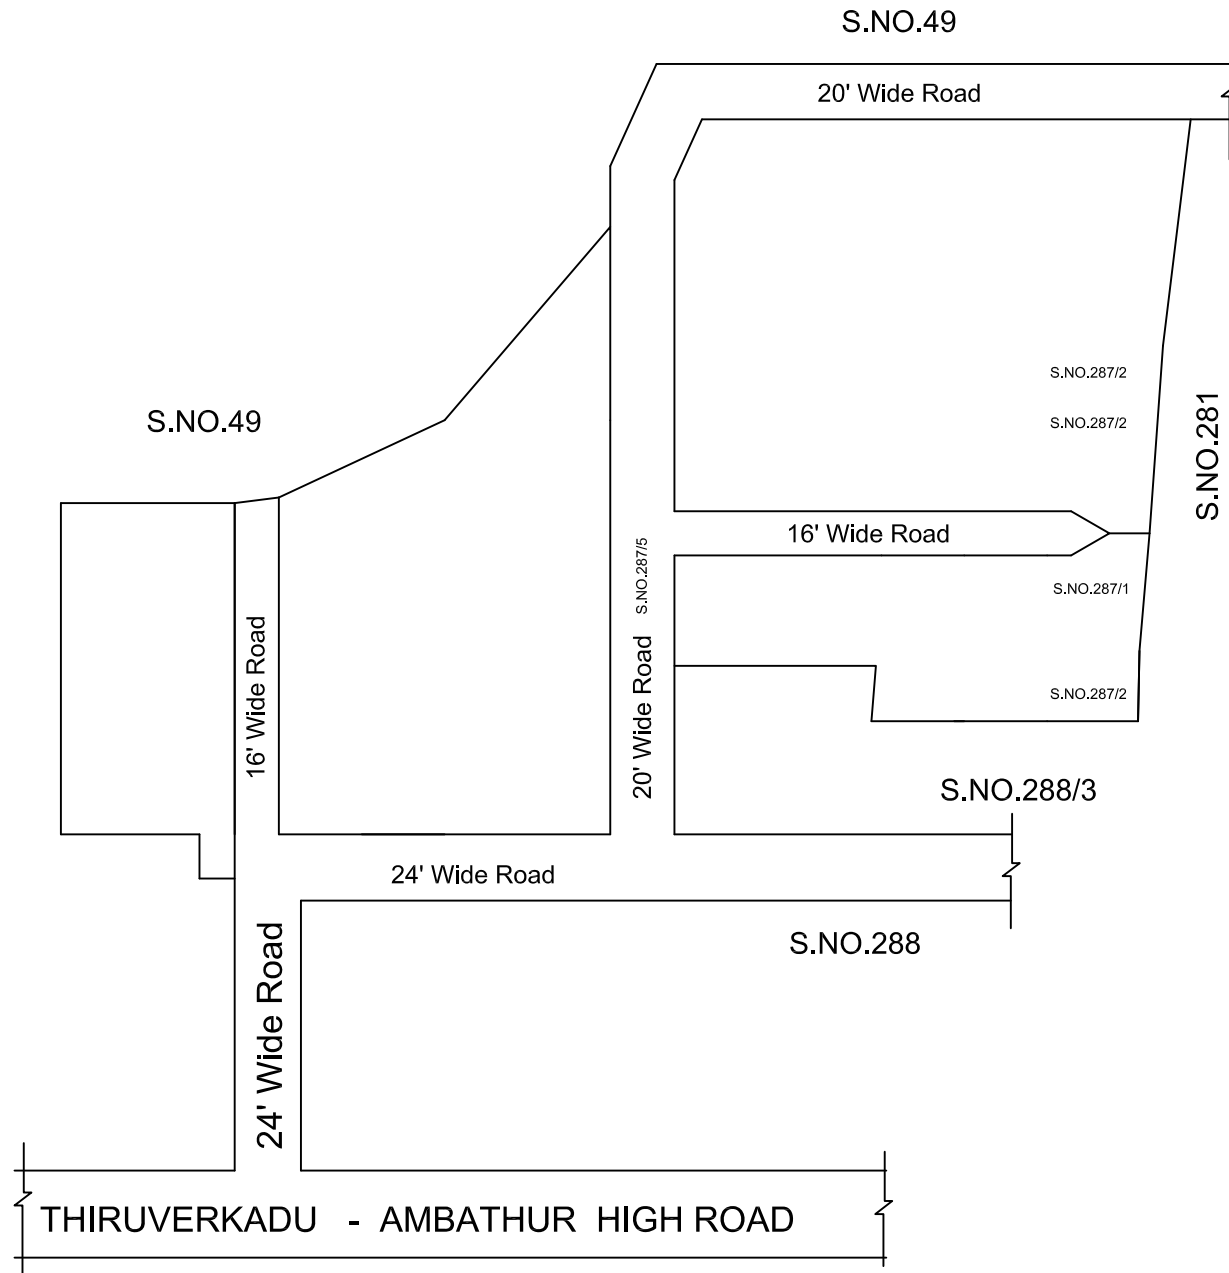 S.NO.49
20' Wide Road
S.NO.287/2
S.NO.281
S.NO.49
S.NO.287/2
16' Wide Road
S.NO.287/5
S.NO.287/1
16' Wide Road
20' Wide Road
S.NO.287/2
S.NO.288/3
24' Wide Road
S.NO.288
24' Wide Road
THIRUVERKADU - AMBATHUR HIGH ROAD